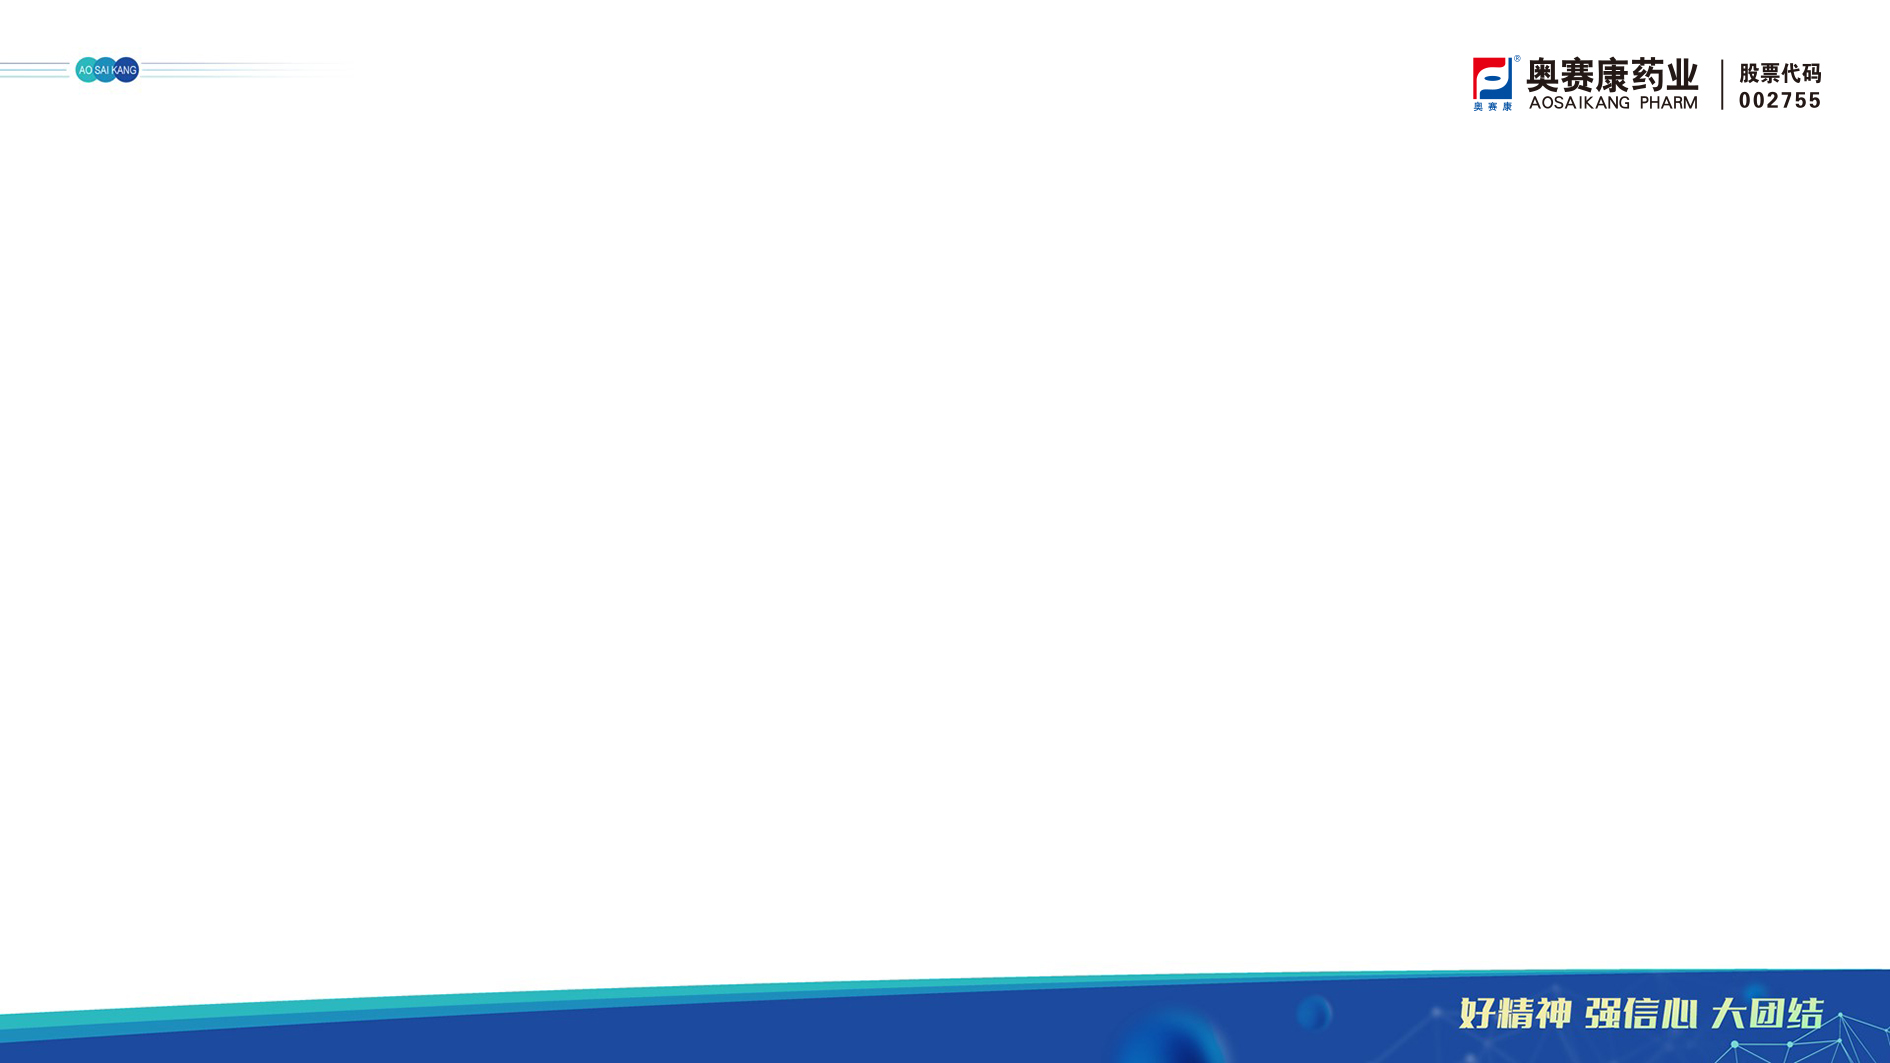 AO SAI KANG
奥赛康
®
奥赛康药业
AOSAIKANG PHARM
股票代码
002755
好精神 强信心 大团结